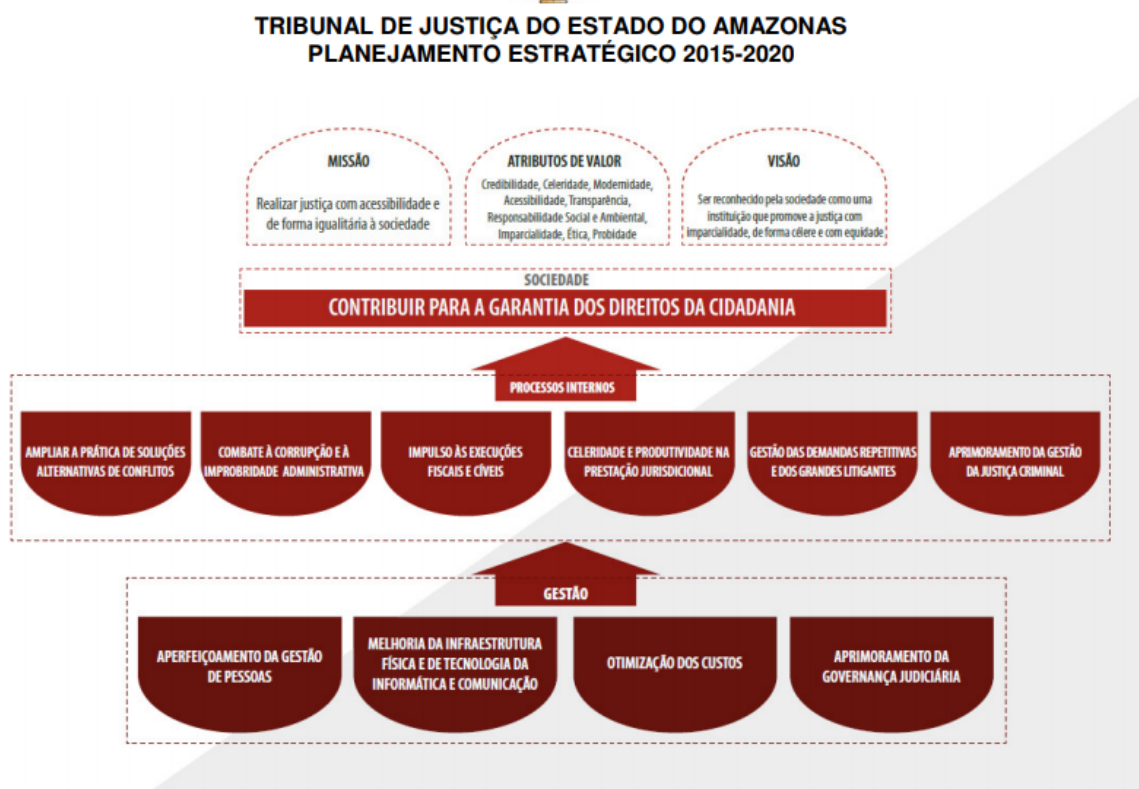 TRIBUNAL DE JUSTIÇA DO ESTADO DO AMAZONAS
PLANEJAMENTO ESTRATÉGICO 2015-2020
MISSÃO
Realizar justiça com acessibilidade e
de forma igualitária à sociedade
ATRIBUTOS DE VALOR
Credibilidade, Celeridade, Modernidade,
Acessibilidade, Transparência,
Responsabilidade Social e Ambiental,
Imparcialidade, Ética, Probidade
VISÃO
Ser reconhecido pela sociedade como uma
instituição que promove a justiça com
imparcialidade, de forma célere e com equidade
SOCIEDADE
CONTRIBUIR PARA A GARANTIA DOS DIREITOS DA CIDADANIA
PROCESSOS INTERNOS
AMPLIAR A PRÁTICA DE SOLUÇÕES
ALTERNATIVAS DE CONFLITOS
COMBATE À CORRUPÇÃO E À
IMPROBRIDADE ADMINISTRATIVA
IMPULSO ÀS EXECUÇÕES
FISCAIS E CÍVEIS
CELERIDADE E PRODUTIVIDADE NA
PRESTAÇÃO JURISDICIONAL
GESTÃO DAS DEMANDAS REPETITIVAS
E DOS GRANDES LITIGANTES
APRIMORAMENTO DA GESTÃO
DA JUSTIÇA CRIMINAL
GESTÃO
APERFEIÇOAMENTO DA GESTÃO
DE PESSOAS
MELHORIA DA INFRAESTRUTURA
FÍSICA E DE TECNOLOGIA DA
INFORMÁTICA E COMUNICAÇÃO
OTIMIZAÇÃO DOS CUSTOS
APRIMORAMENTO DA
GOVERNANÇA JUDICIÁRIA